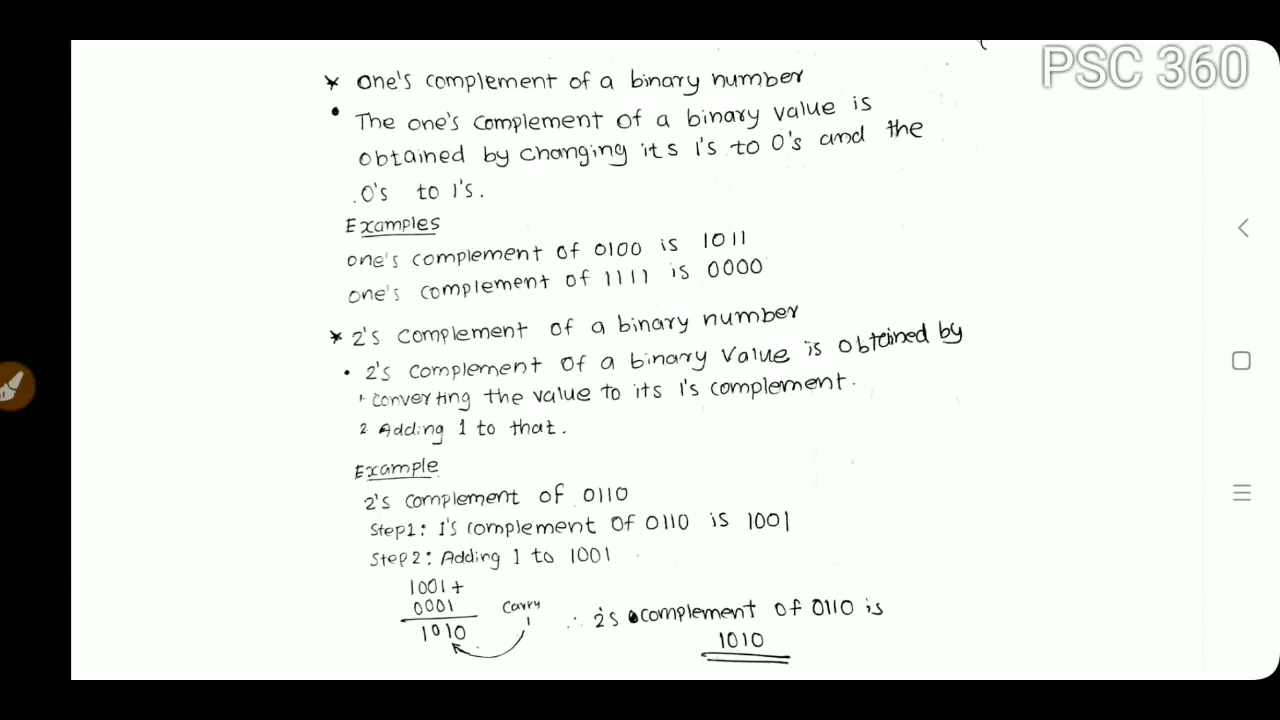 PSC 360
* one's complement of a binary number
• The one's complement of a binary value is
obtained by changing its 1's to 0's and the
0's to 1's.
Examples
one's complement of 0100 is 1011
one's complement of 1111 is 0000
* 2's complement of a binary number
• 2's complement of a binary value is obtained by
1 converting the value to its 1's complement.
2 Adding 1 to that.
Example
2's complement of 0110
Step1: 1's complement of 0110 is 1001
Step2: Adding 1 to 1001
1001 +
0001
1010
carry
1
∴ 2's complement of 0110 is
1010